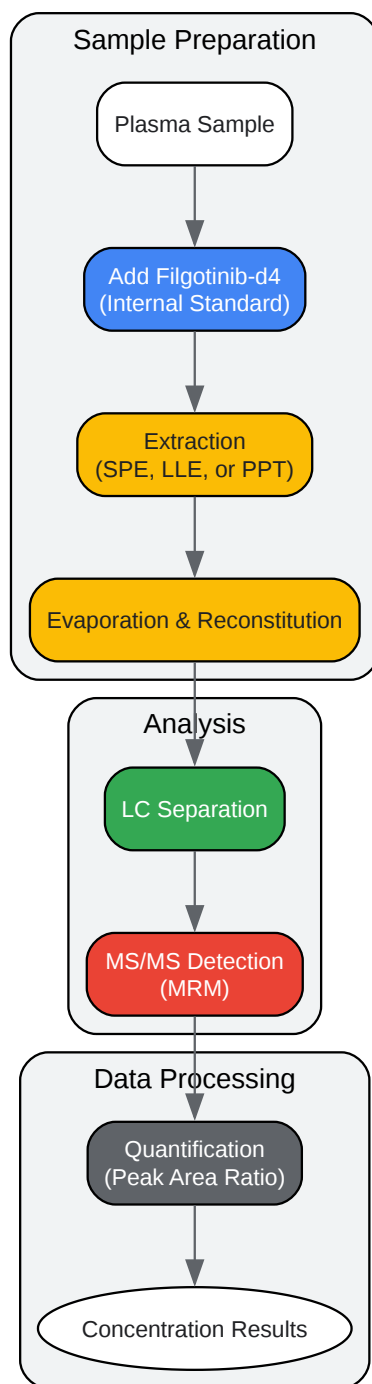 Sample Preparation
Plasma Sample
Add Filgotinib-d4
(Internal Standard)
Extraction
(SPE, LLE, or PPT)
Evaporation & Reconstitution
Analysis
LC Separation
MS/MS Detection
(MRM)
Data Processing
Quantification
(Peak Area Ratio)
Concentration Results